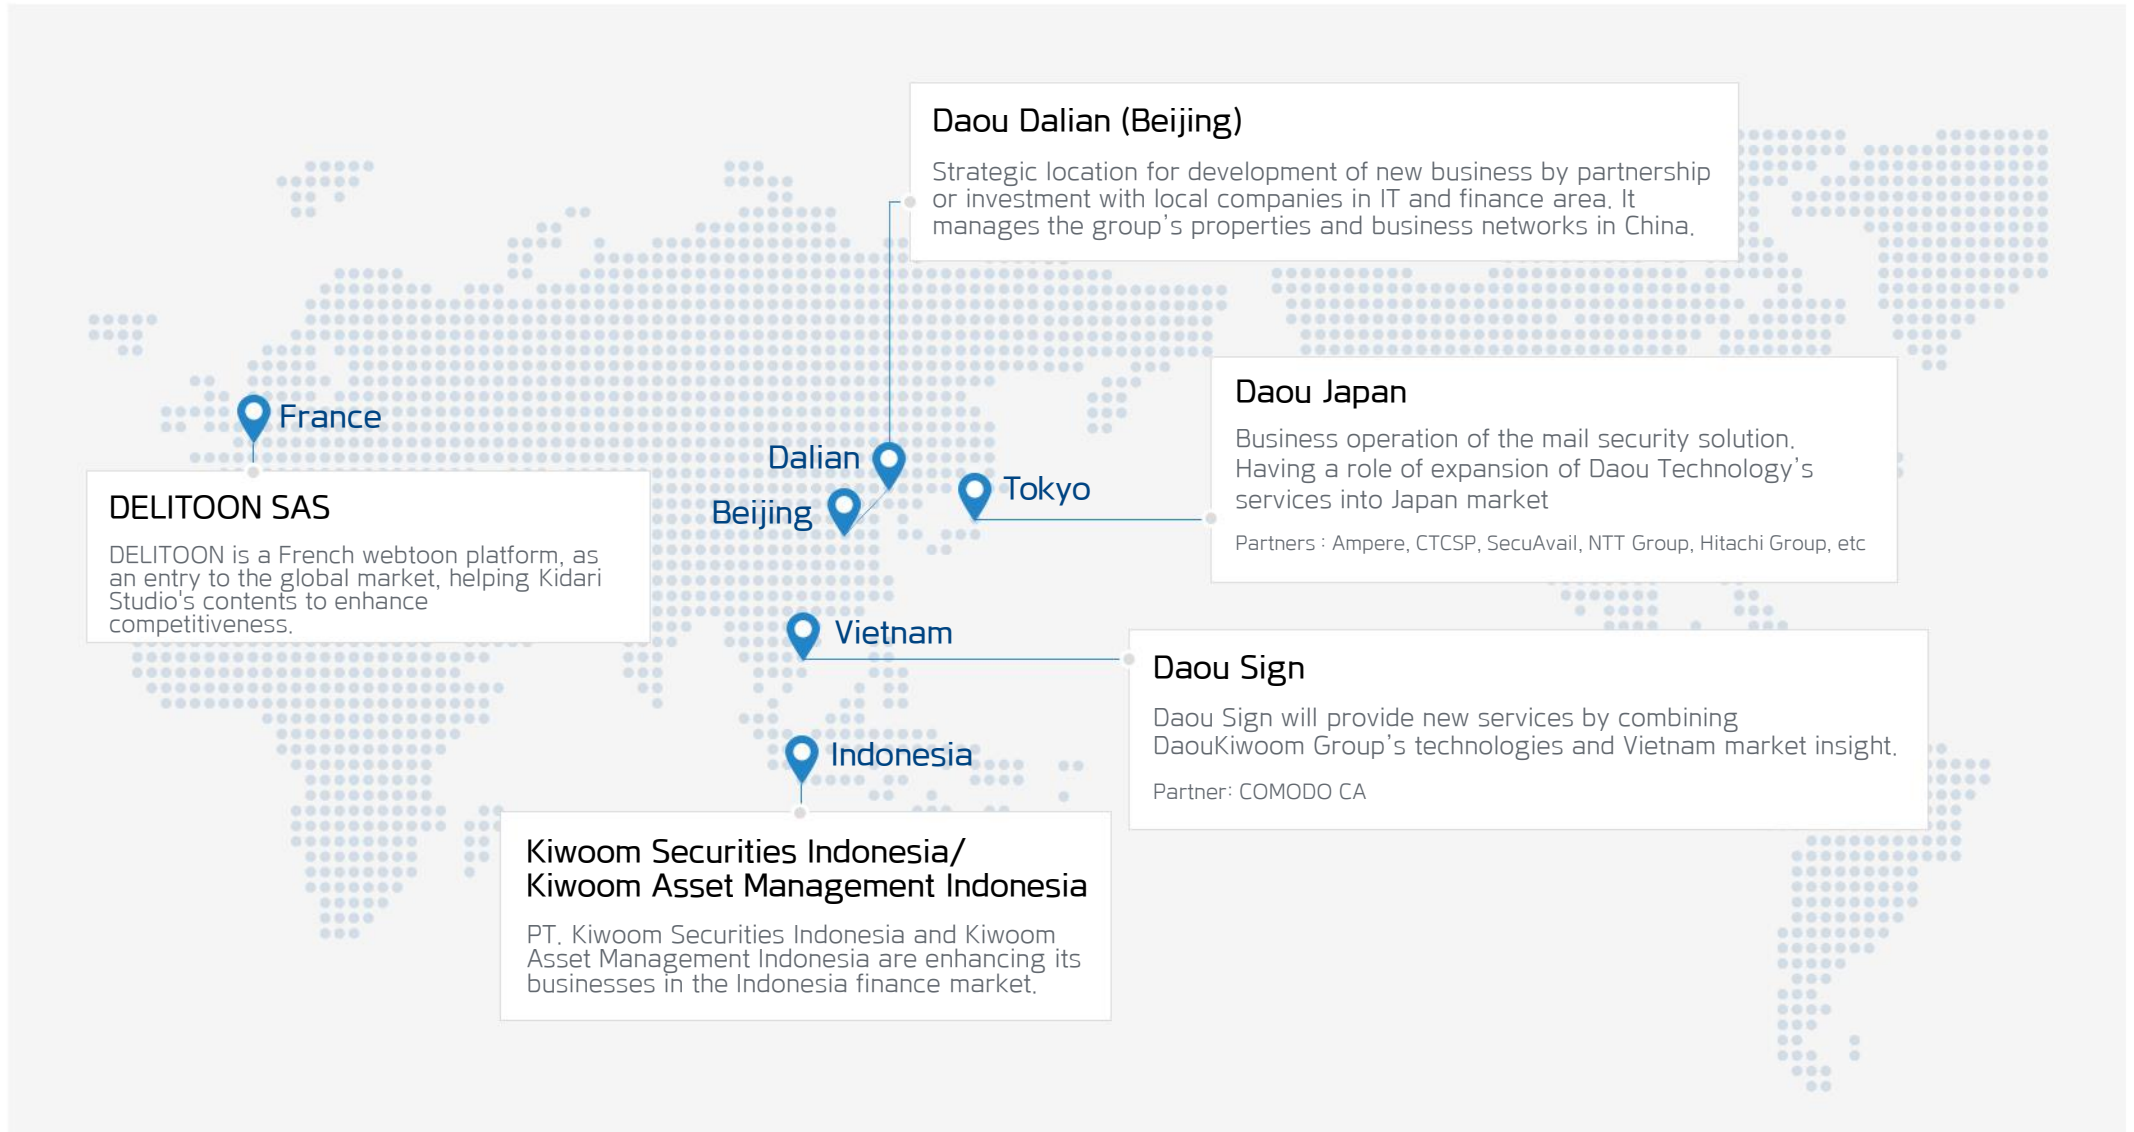 Daou Dalian (Beijing)
Strategic location for development of new business by partnership
or investment with local companies in IT and finance area. It
manages the group's properties and business networks in China.
France
DELITOON SAS
DELITOON is a French webtoon platform, as
an entry to the global market, helping Kidari
Studio's contents to enhance
competitiveness.
Dalian
Beijing
Tokyo
Daou Japan
Business operation of the mail security solution.
Having a role of expansion of Daou Technology's
services into Japan market
Partners : Ampere, CTCSP, SecuAvail, NTT Group, Hitachi Group, etc
Vietnam
Daou Sign
Daou Sign will provide new services by combining
DaouKiwoom Group's technologies and Vietnam market insight.
Partner: COMODO CA
Indonesia
Kiwoom Securities Indonesia/
Kiwoom Asset Management Indonesia
PT. Kiwoom Securities Indonesia and Kiwoom
Asset Management Indonesia are enhancing its
businesses in the Indonesia finance market.